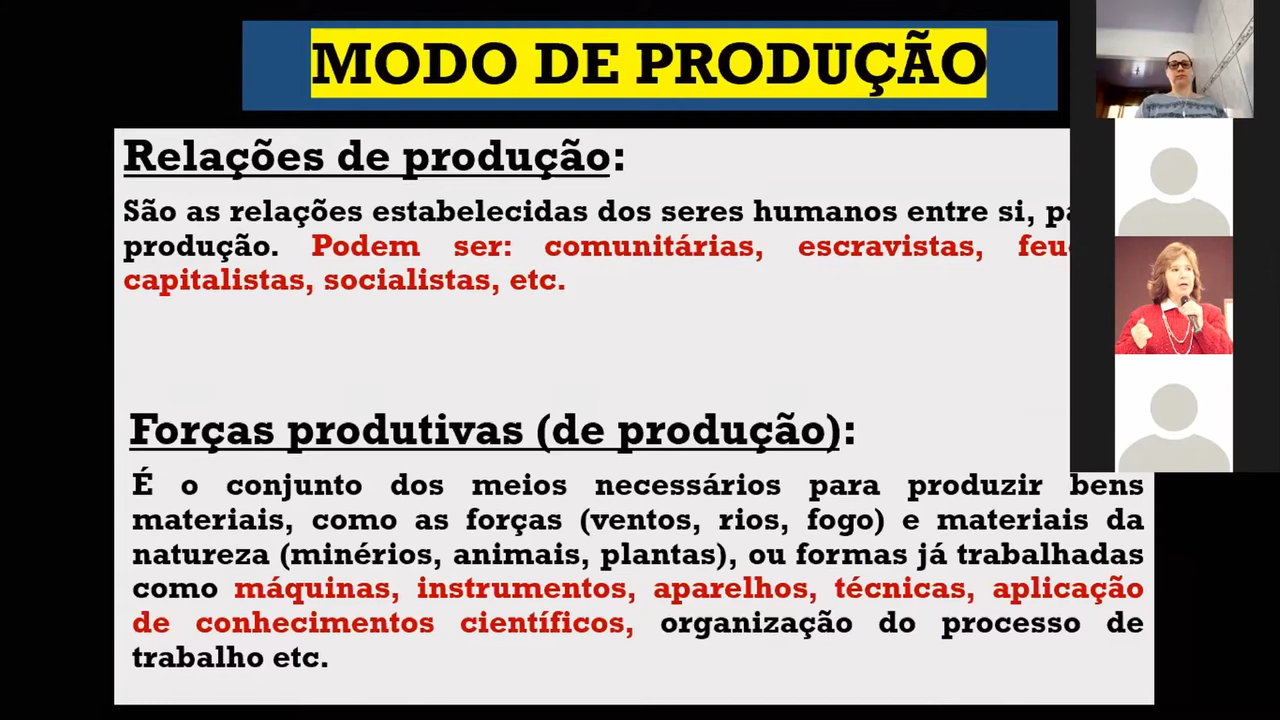 MODO DE PRODUÇÃO
Relações de produção:
São as relações estabelecidas dos seres humanos entre si,
produção. Podem ser: comunitárias, escravistas,
capitalistas, socialistas, etc.
Forças produtivas (de produção):
É o conjunto dos meios necessários para produzir bens
materiais, como as forças (ventos, rios, fogo) e materiais da
natureza (minérios, animais, plantas), ou formas já trabalhadas
como máquinas, instrumentos, aparelhos, técnicas, aplicação
de conhecimentos científicos, organização do processo de
trabalho etc.